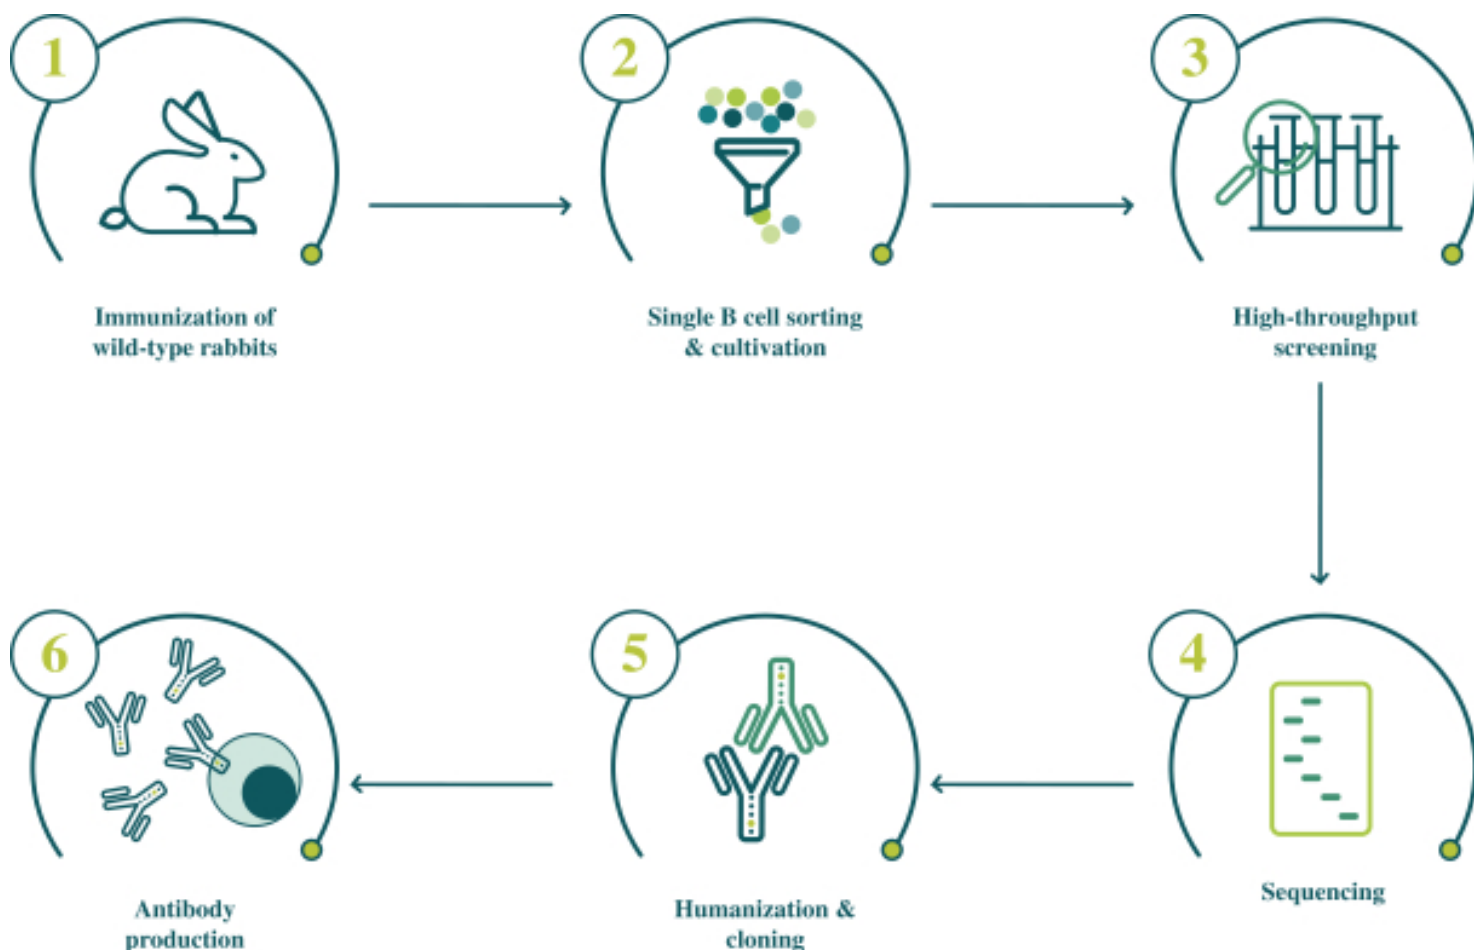 1
Immunization of
wild-type rabbits
2
Single B cell sorting
& cultivation
3
High-throughput
screening
4
Sequencing
5
Humanization &
cloning
6
Antibody
production